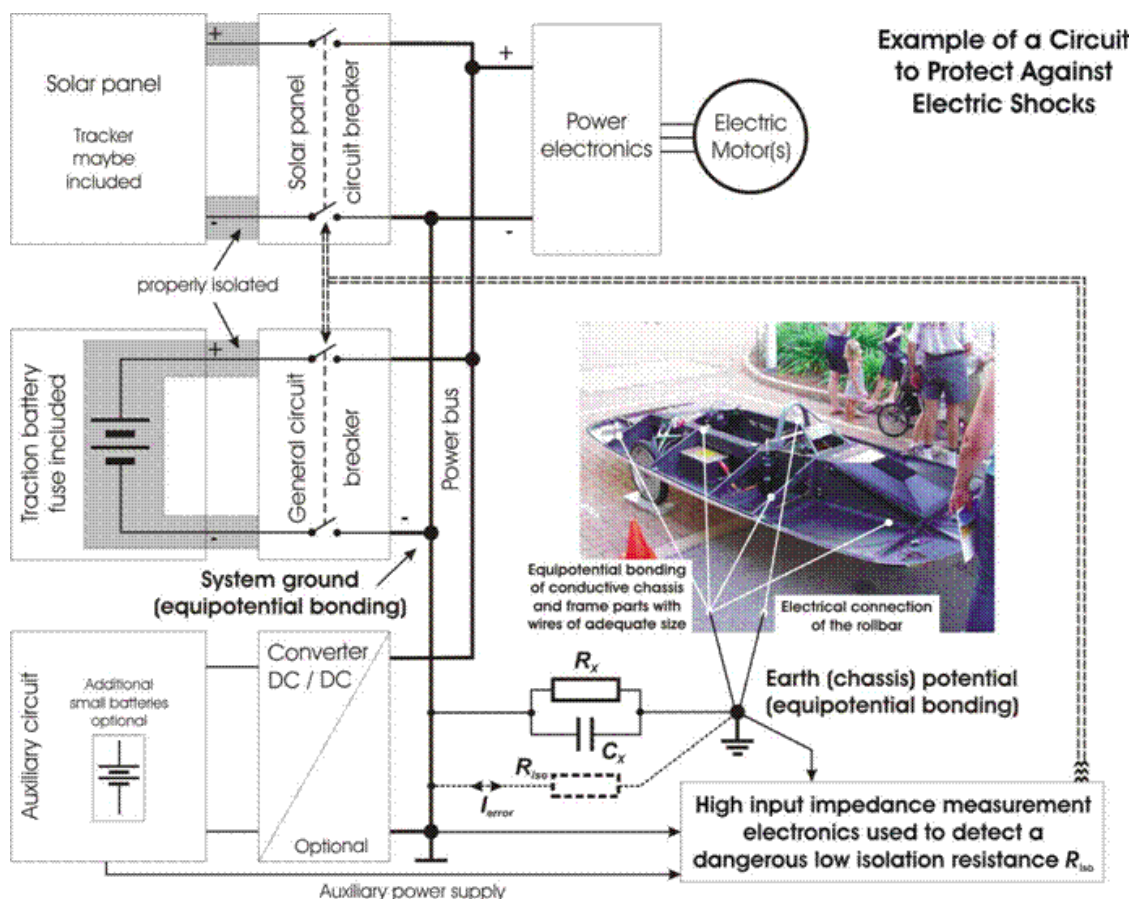 Example of a Circuit
to Protect Against
Electric Shocks
Solar panel
Tracker
maybe
included
+
-
Solar panel
circuit breaker
+
-
Power
electronics
Electric
Motor(s)
properly isolated
Traction battery
fuse included
+
-
General circuit
breaker
-
Power bus
System ground
(equipotential bonding)
Equipotential bonding
of conductive chassis
and frame parts with
wires of adequate size
Electrical connection
of the rollbar
Auxiliary circuit
Additional
small batteries
optional
Converter
DC / DC
Optional
Rx
Cx
Riso
Ierror
Earth (chassis) potential
(equipotential bonding)
High input impedance measurement
electronics used to detect a
dangerous low isolation resistance Riso
Auxiliary power supply